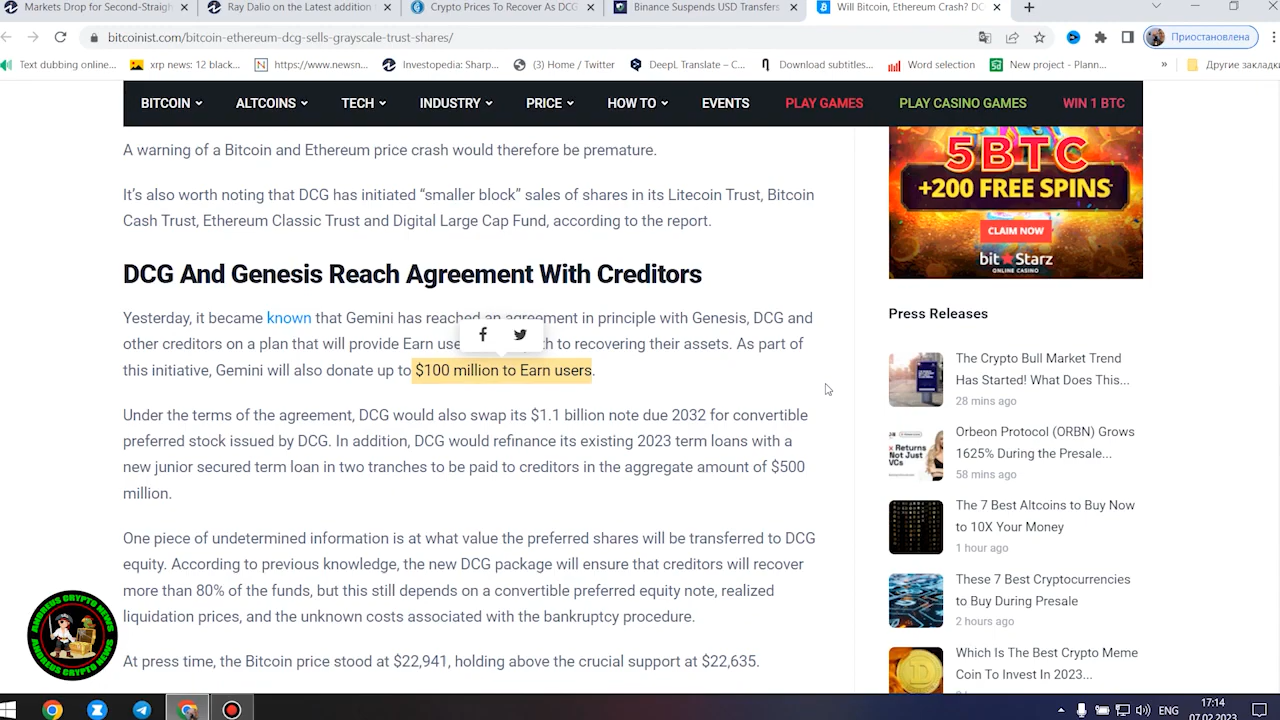 Markets Drop for Second-Straigh
Ray Dalio on the Latest addition
Crypto Prices To Recover As DCG
Binance Suspends USD Transfers
Will Bitcoin, Ethereum Crash? DC
bitcoinist.com/bitcoin-ethereum-dcg-sells-grayscale-trust-shares/
Приостановлена
Text dubbing online...
xrp news: 12 black...
https://www.newsn...
Investopedia: Sharp...
(3) Home / Twitter
DeepL Translate – C...
Download subtitles...
Word selection
New project - Plann...
»
Другие закладки
BITCOIN
ALTCOINS
TECH
INDUSTRY
PRICE
HOW TO
EVENTS
PLAY GAMES
PLAY CASINO GAMES
WIN 1 BTC
A warning of a Bitcoin and Ethereum price crash would therefore be premature.
It's also worth noting that DCG has initiated “smaller block” sales of shares in its Litecoin Trust, Bitcoin
Cash Trust, Ethereum Classic Trust and Digital Large Cap Fund, according to the report.
DCG And Genesis Reach Agreement With Creditors
Yesterday, it became known that Gemini has reached an agreement in principle with Genesis, DCG and
other creditors on a plan that will provide Earn use to recovering their assets. As part of
this initiative, Gemini will also donate up to $100 million to Earn users.
Under the terms of the agreement, DCG would also swap its $1.1 billion note due 2032 for convertible
preferred stock issued by DCG. In addition, DCG would refinance its existing 2023 term loans with a
new junior secured term loan in two tranches to be paid to creditors in the aggregate amount of $500
million.
One piece of indetermined information is at what value the preferred shares will be transferred to DCG
equity. According to previous knowledge, the new DCG package will ensure that creditors will recover
more than 80% of the funds, but this still depends on a convertible preferred equity note, realized
liquidation prices, and the unknown costs associated with the bankruptcy procedure.
At press time, the Bitcoin price stood at $22,941, holding above the crucial support at $22,635.
5BTC
+200 FREE SPINS
CLAIM NOW
bitStarz
ONLINE CASINO
Press Releases
The Crypto Bull Market Trend
Has Started! What Does This...
28 mins ago
Orbeon Protocol (ORBN) Grows
1625% During the Presale...
58 mins ago
x Returns
Not Just
VCs
The 7 Best Altcoins to Buy Now
to 10X Your Money
1 hour ago
These 7 Best Cryptocurrencies
to Buy During Presale
2 hours ago
Which Is The Best Crypto Meme
Coin To Invest In 2023...
ANDREUS CRYPTO NEWS
ANDREUS CRYPTO NEWS
ENG
17:14
07.02.2023